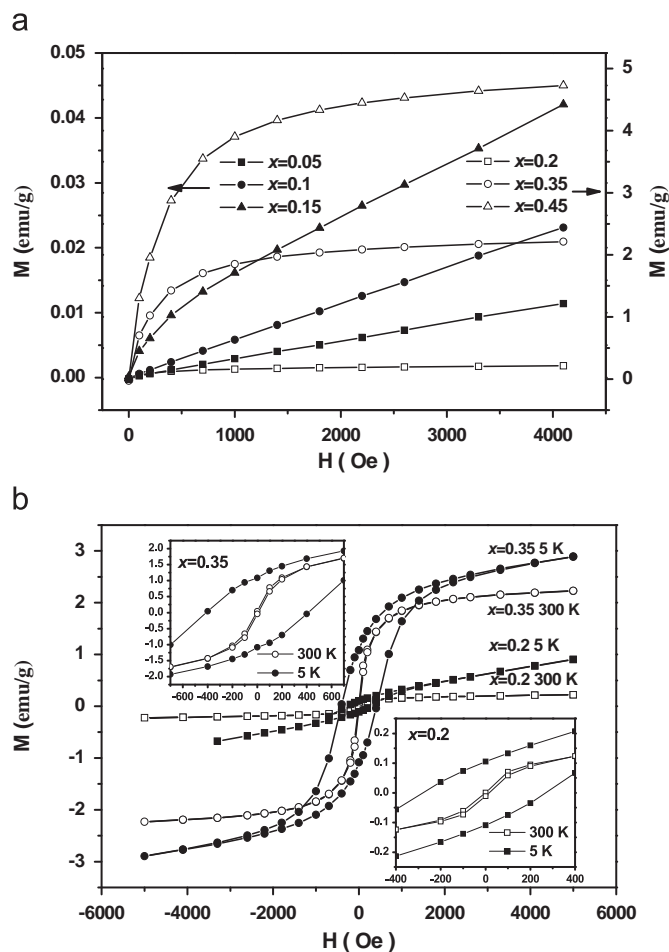 a
0.05
0.04
0.03
0.02
0.01
0.00
M (emu/g)
5
4
3
2
1
0
M (emu/g)
x=0.05
x=0.1
x=0.15
x=0.2
x=0.35
x=0.45
0 1000 2000 3000 4000
H ( Oe)
b
3
2
1
0
-1
-2
-3
M (emu/g)
2.0
1.5
1.0
0.5
0.0
-0.5
-1.0
-1.5
-2.0
x=0.35
300 K
5 K
-600 -400 -200 0 200 400 600
x=0.35 5 K
x=0.35 300 K
x=0.2 5 K
x=0.2 300 K
x=0.2
0.2
0.1
0.0
-0.1
-0.2
300 K
5 K
-400 -200 0 200 400
-6000 -4000 -2000 0 2000 4000 6000
H ( Oe)